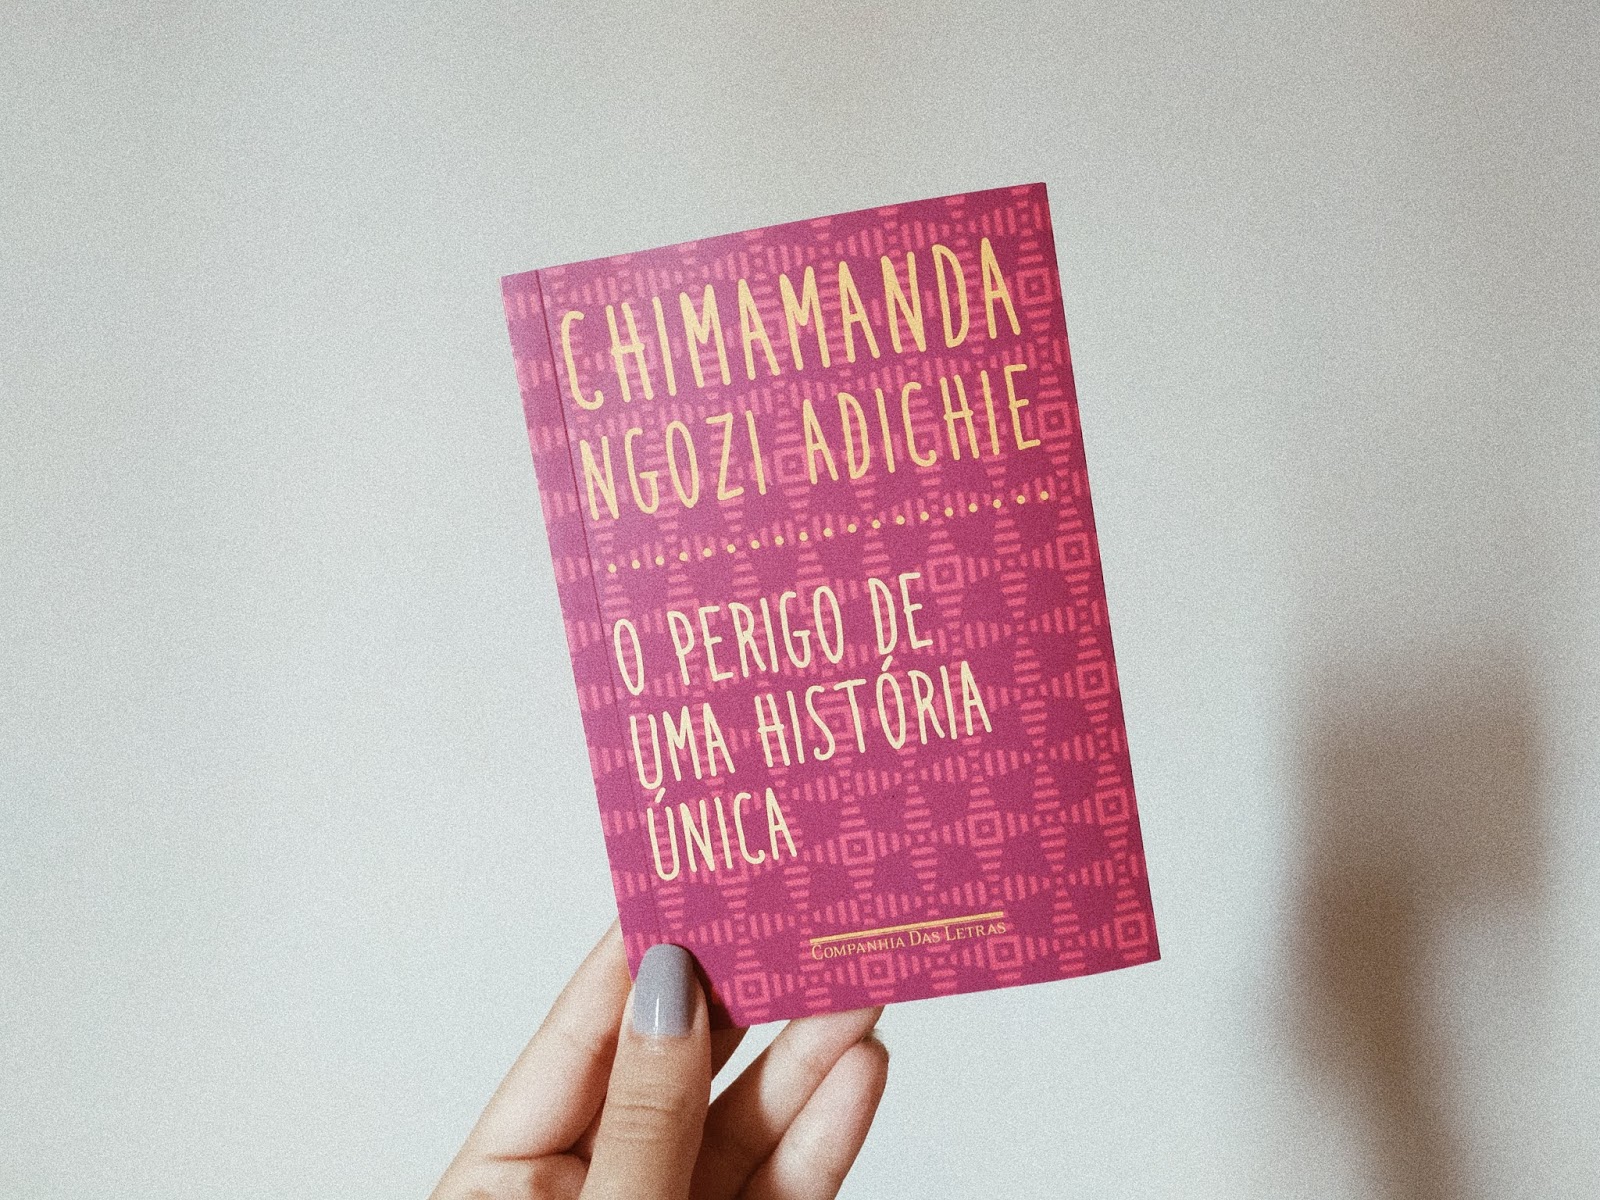 CHIMAMANDA
NGOZI ADICHIE
O PERIGO DE
UMA HISTÓRIA
ÚNICA
COMPANHIA DAS LETRAS